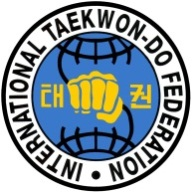 INTERNATIONAL TAEKWON-DO FEDERATION
태 권